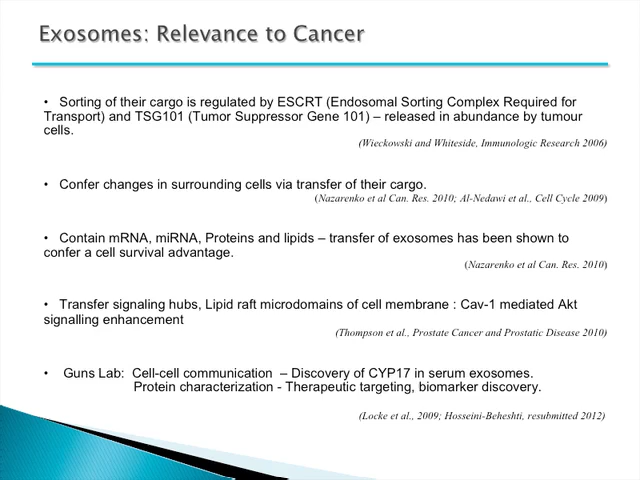 Exosomes: Relevance to Cancer
• Sorting of their cargo is regulated by ESCRT (Endosomal Sorting Complex Required for
Transport) and TSG101 (Tumor Suppressor Gene 101) – released in abundance by tumour
cells.
(Wieckowski and Whiteside, Immunologic Research 2006)
• Confer changes in surrounding cells via transfer of their cargo.
(Nazarenko et al Can. Res. 2010; Al-Nedawi et al., Cell Cycle 2009)
• Contain mRNA, miRNA, Proteins and lipids – transfer of exosomes has been shown to
confer a cell survival advantage.
(Nazarenko et al Can. Res. 2010)
• Transfer signaling hubs, Lipid raft microdomains of cell membrane : Cav-1 mediated Akt
signalling enhancement
(Thompson et al., Prostate Cancer and Prostatic Disease 2010)
• Guns Lab: Cell-cell communication – Discovery of CYP17 in serum exosomes.
Protein characterization - Therapeutic targeting, biomarker discovery.
(Locke et al., 2009; Hosseini-Beheshti, resubmitted 2012)